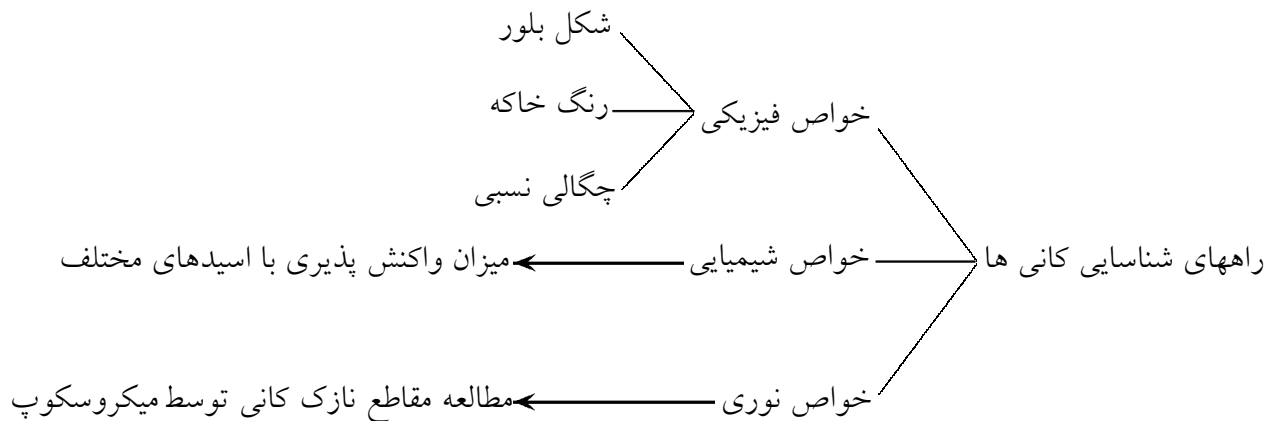 راههای شناسایی کانی ها
خواص فیزیکی
شکل بلور
رنگ خاکه
چگالی نسبی
خواص شیمیایی
میزان واکنش پذیری با اسیدهای مختلف
خواص نوری
مطالعه مقاطع نازک کانی توسط میکروسکوپ